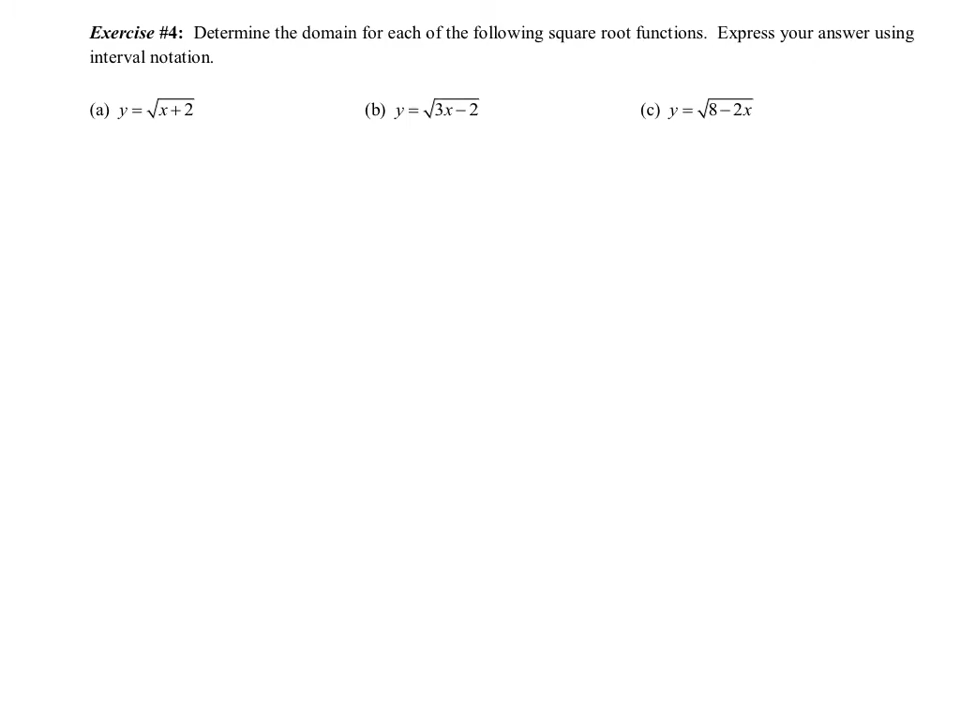 Exercise #4: Determine the domain for each of the following square root functions. Express your answer using
interval notation.
(a) y = √(x+2) (b) y = √(3x−2) (c) y = √(8−2x)